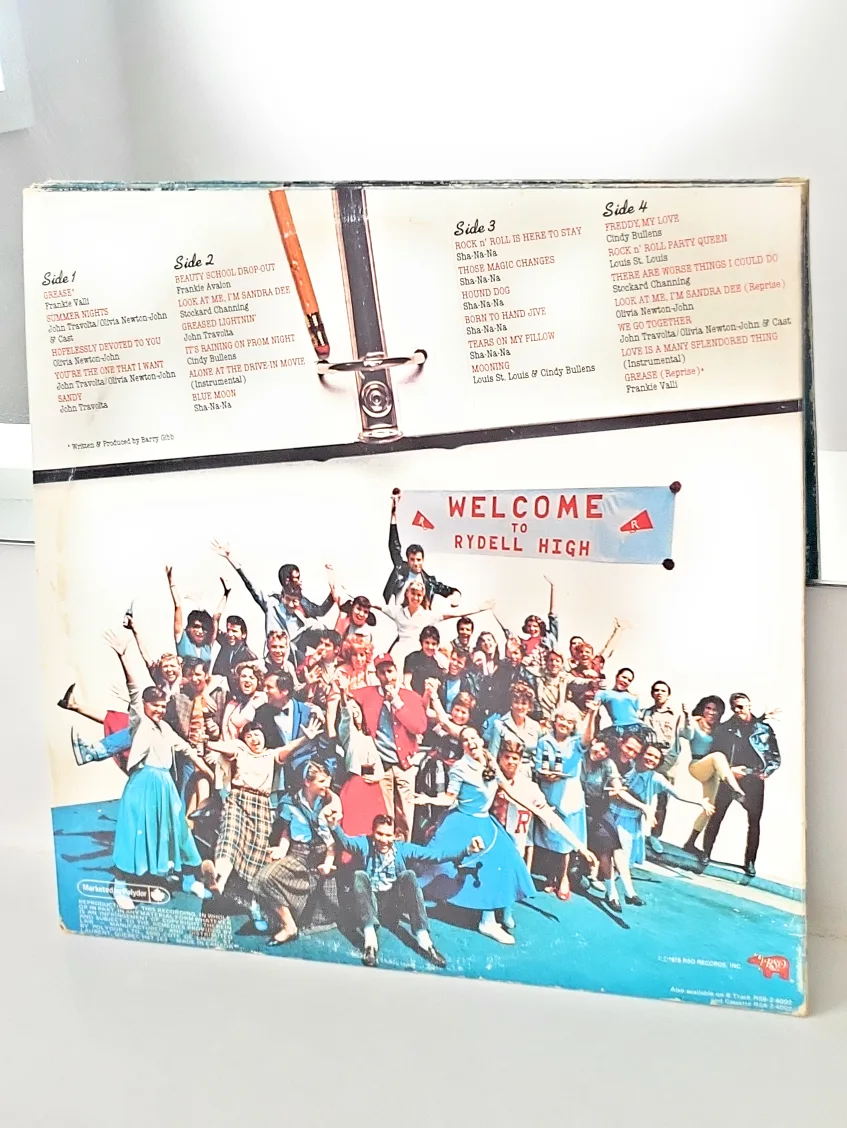 Side 1
GREASE*
Frankie Valli
SUMMER NIGHTS
John Travolta/Olivia Newton-John
& Cast
HOPELESSLY DEVOTED TO YOU
Olivia Newton-John
YOU'RE THE ONE THAT I WANT
John Travolta/Olivia Newton-John
SANDY
John Travolta
* Written & Produced by Barry Gibb
Side 2
BEAUTY SCHOOL DROP-OUT
Frankie Avalon
LOOK AT ME, I'M SANDRA DEE
Stockard Channing
GREASED LIGHTNIN'
John Travolta
IT'S RAINING ON PROM NIGHT
Cindy Bullens
ALONE AT THE DRIVE-IN MOVIE
(Instrumental)
BLUE MOON
Sha-Na-Na
Side 3
ROCK n' ROLL IS HERE TO STAY
Sha-Na-Na
THOSE MAGIC CHANGES
Sha-Na-Na
HOUND DOG
Sha-Na-Na
BORN TO HAND JIVE
Sha-Na-Na
TEARS ON MY PILLOW
Sha-Na-Na
MOONING
Louis St. Louis & Cindy Bullens
Side 4
FREDDY, MY LOVE
Cindy Bullens
ROCK n' ROLL PARTY QUEEN
Louis St. Louis
THERE ARE WORSE THINGS I COULD DO
Stockard Channing
LOOK AT ME, I'M SANDRA DEE (Reprise)
Olivia Newton-John
WE GO TOGETHER
John Travolta/Olivia Newton-John & Cast
LOVE IS A MANY SPLENDORED THING
(Instrumental)
GREASE (Reprise)*
Frankie Valli
R WELCOME R
TO
RYDELL HIGH
R
Marketed by Polydor
1978 RSO RECORDS, INC.
RSO
Also available on 8 Track RS8-2-4002
and Cassette